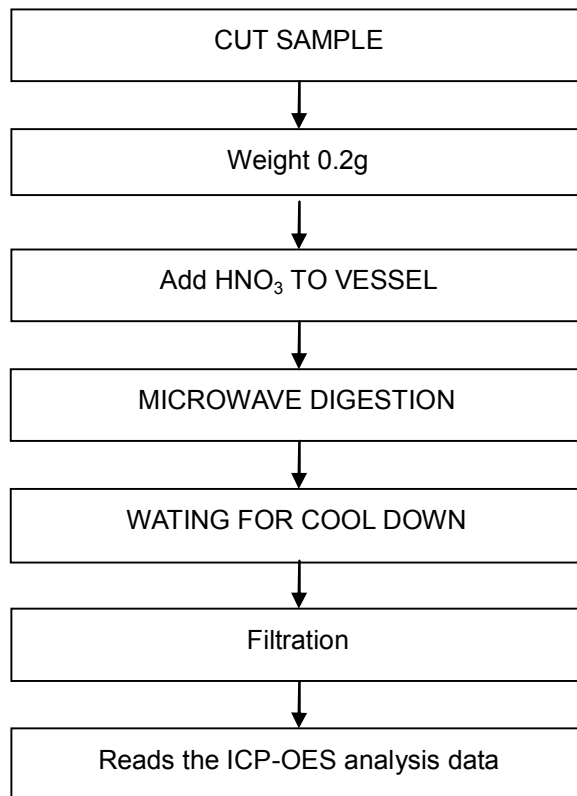 CUT SAMPLE
Weight 0.2g
Add HNO₃ TO VESSEL
MICROWAVE DIGESTION
WATING FOR COOL DOWN
Filtration
Reads the ICP-OES analysis data